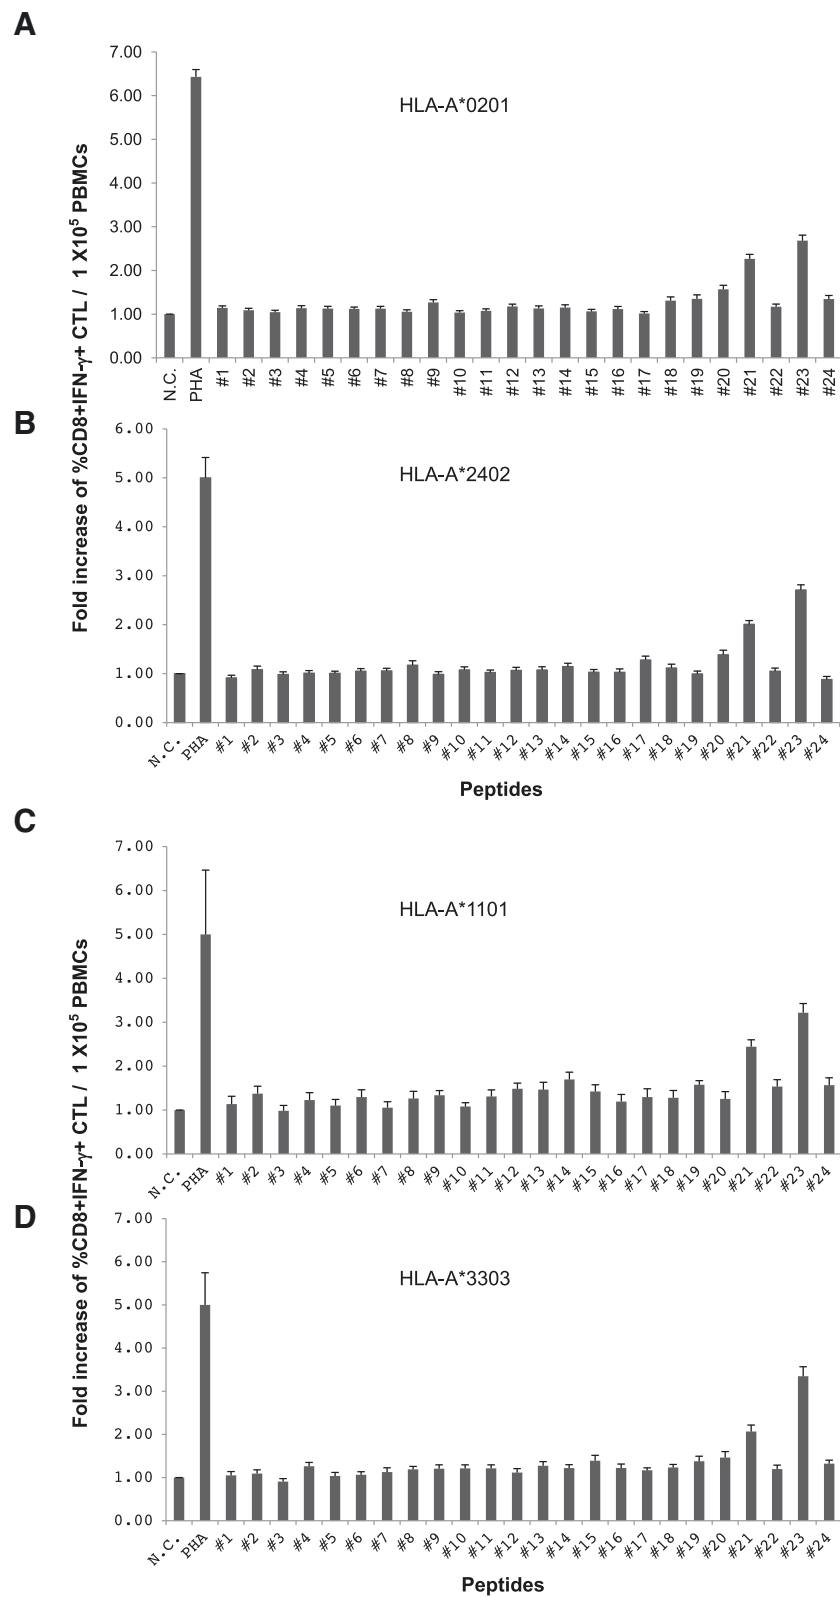 A
7.00
6.00
5.00
4.00
3.00
2.00
1.00
0.00
HLA-A*0201
N.C. PHA #1 #2 #3 #4 #5 #6 #7 #8 #9 #10 #11 #12 #13 #14 #15 #16 #17 #18 #19 #20 #21 #22 #23 #24
Fold increase of %CD8+IFN-γ+ CTL / 1 X10⁵ PBMCs
B
6.00
5.00
4.00
3.00
2.00
1.00
0.00
HLA-A*2402
N.C. PHA #1 #2 #3 #4 #5 #6 #7 #8 #9 #10 #11 #12 #13 #14 #15 #16 #17 #18 #19 #20 #21 #22 #23 #24
Peptides
C
7.00
6.00
5.00
4.00
3.00
2.00
1.00
0.00
HLA-A*1101
N.C. PHA #1 #2 #3 #4 #5 #6 #7 #8 #9 #10 #11 #12 #13 #14 #15 #16 #17 #18 #19 #20 #21 #22 #23 #24
Fold increase of %CD8+IFN-γ+ CTL / 1 X10⁵ PBMCs
D
7.00
6.00
5.00
4.00
3.00
2.00
1.00
0.00
HLA-A*3303
N.C. PHA #1 #2 #3 #4 #5 #6 #7 #8 #9 #10 #11 #12 #13 #14 #15 #16 #17 #18 #19 #20 #21 #22 #23 #24
Peptides